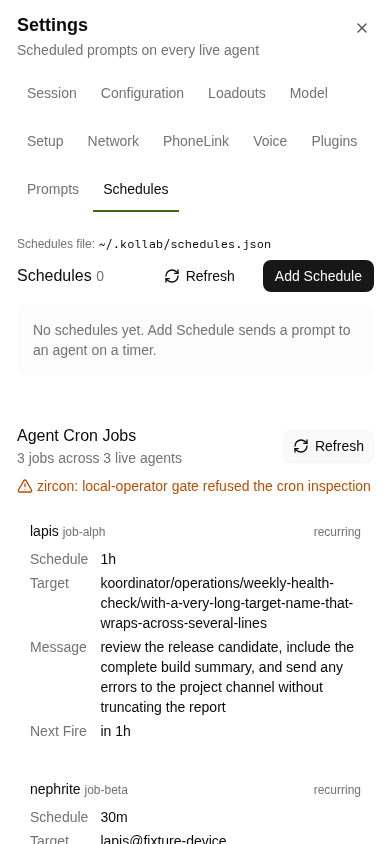 Settings
Scheduled prompts on every live agent
Session Configuration Loadouts Model
Setup Network PhoneLink Voice Plugins
Prompts Schedules
Schedules file: ~/.kollab/schedules.json
Schedules 0 Refresh Add Schedule
No schedules yet. Add Schedule sends a prompt to
an agent on a timer.
Agent Cron Jobs
3 jobs across 3 live agents
Refresh
zircon: local-operator gate refused the cron inspection
lapis job-alph recurring
Schedule 1h
Target koordinator/operations/weekly-health-
check/with-a-very-long-target-name-that-
wraps-across-several-lines
Message review the release candidate, include the
complete build summary, and send any
errors to the project channel without
truncating the report
Next Fire in 1h
nephrite job-beta recurring
Schedule 30m
Target lapis@fixture-device